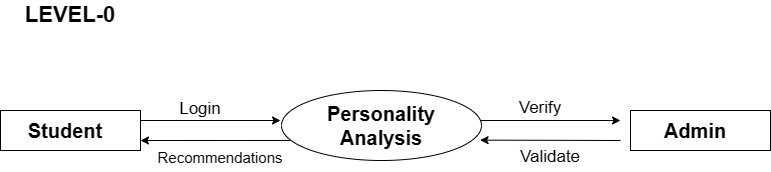 LEVEL-0
Login
Verify
Student
Personality
Analysis
Admin
Recommendations
Validate